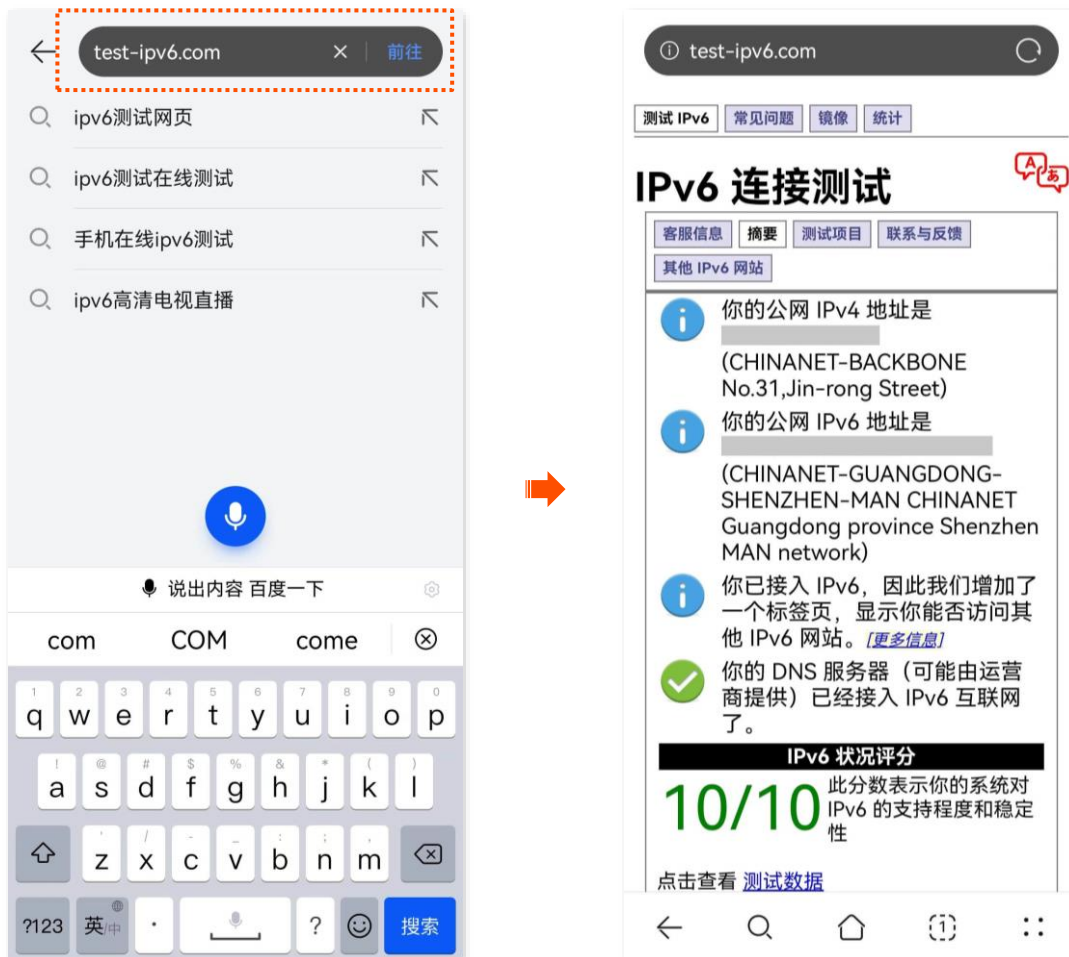 test-ipv6.com
前往
ipv6测试网页
ipv6测试在线测试
手机在线ipv6测试
ipv6高清电视直播
说出内容 百度一下
com COM come
1 2 3 4 5 6 7 8 9 0
q w e r t y u i o p
! @ # $ % & * ( )
a s d f g h j k l
' / - _ : ; ,
z x c v b n m
?123 英/中 . ? 搜索
test-ipv6.com
测试 IPv6 常见问题 镜像 统计
IPv6 连接测试
A あ
客服信息 摘要 测试项目 联系与反馈
其他 IPv6 网站
你的公网 IPv4 地址是
(CHINANET-BACKBONE
No.31,Jin-rong Street)
你的公网 IPv6 地址是
(CHINANET-GUANGDONG-
SHENZHEN-MAN CHINANET
Guangdong province Shenzhen
MAN network)
你已接入 IPv6，因此我们增加了
一个标签页，显示你能否访问其
他 IPv6 网站。[更多信息]
你的 DNS 服务器（可能由运营
商提供）已经接入 IPv6 互联网
了。
IPv6 状况评分
10/10
此分数表示你的系统对
IPv6 的支持程度和稳定
性
点击查看 测试数据
1